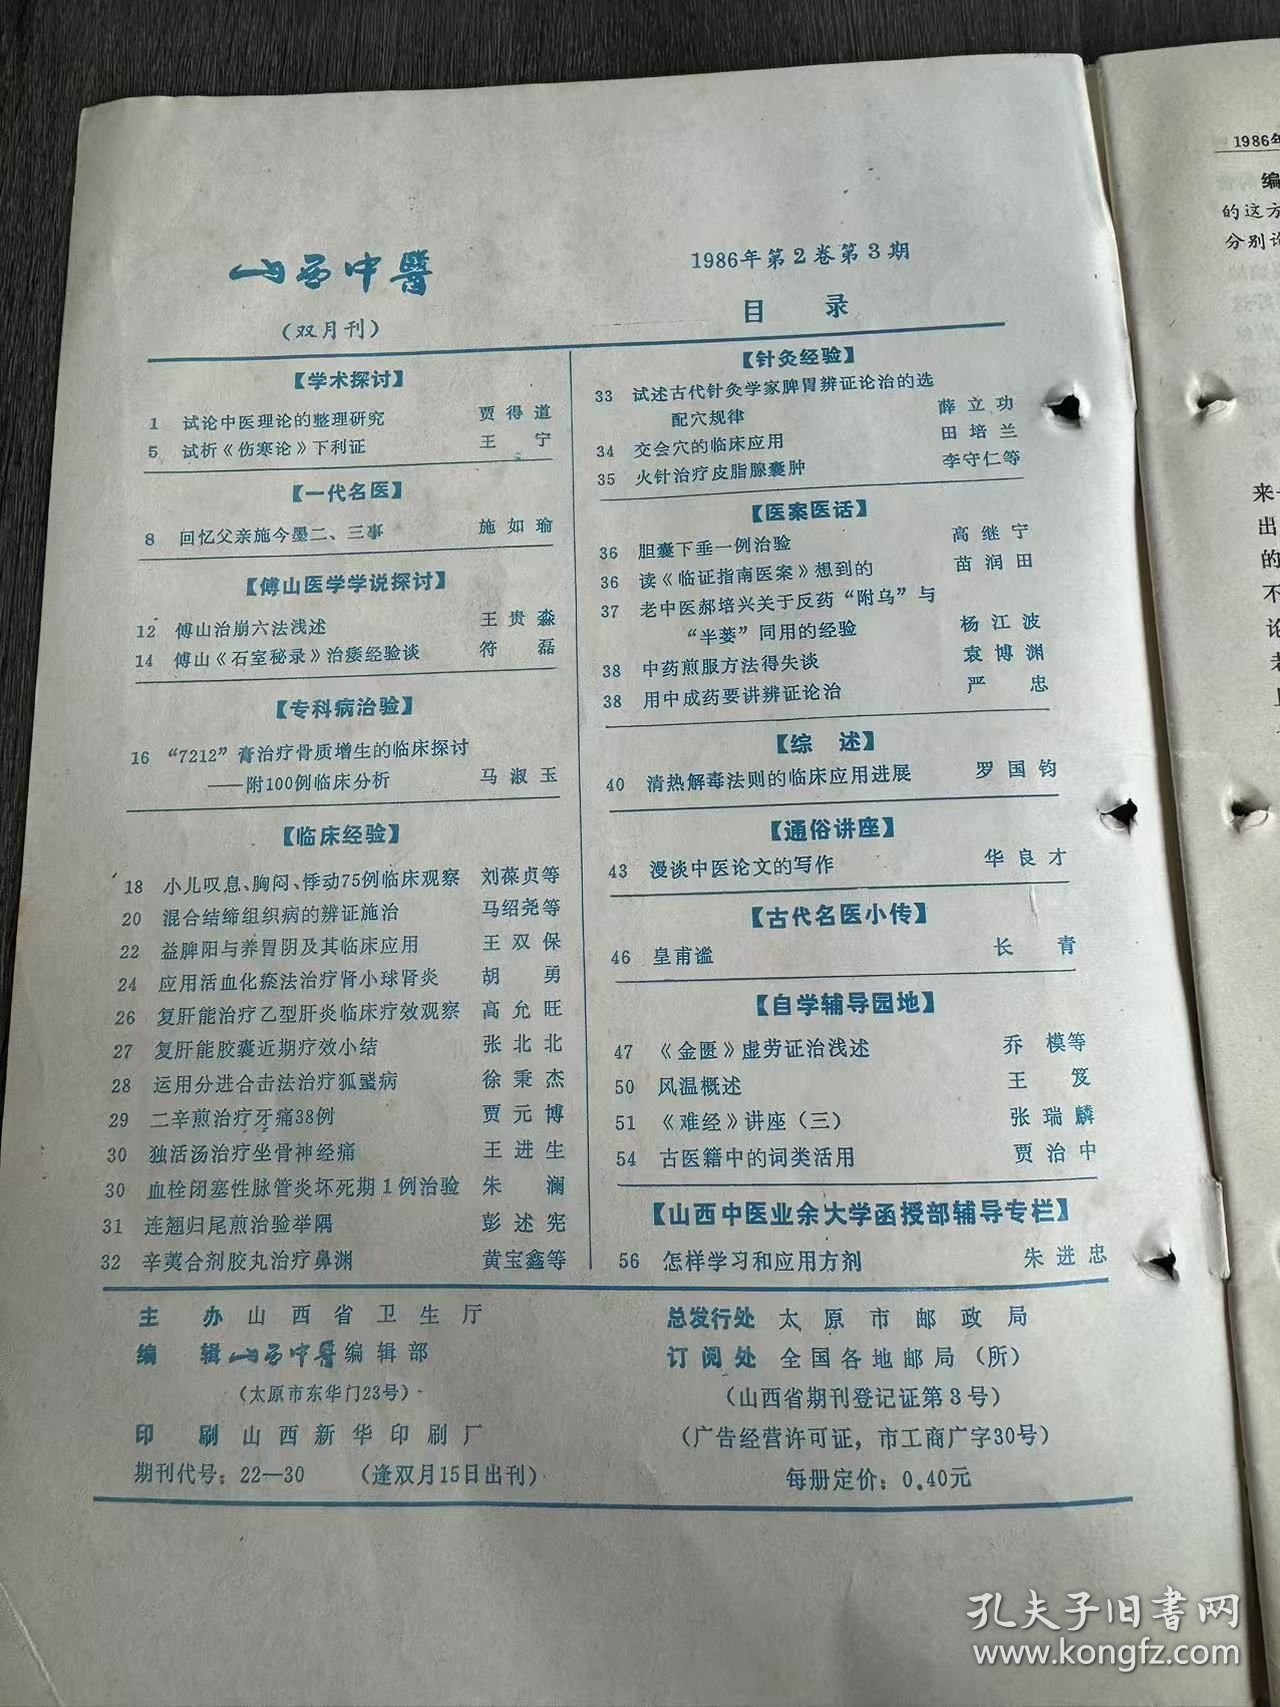 山西中醫
（双月刊）
1986年第2卷第3期
目 录
【学术探讨】
1 试论中医理论的整理研究 贾得道
5 试析《伤寒论》下利证 王 宁
【一代名医】
8 回忆父亲施今墨二、三事 施如瑜
【傅山医学学说探讨】
12 傅山治崩六法浅述 王贵淼
14 傅山《石室秘录》治痿经验谈 符 磊
【专科病治验】
16 “7212”膏治疗骨质增生的临床探讨
——附100例临床分析 马淑玉
【临床经验】
18 小儿叹息、胸闷、悸动75例临床观察 刘葆贞等
20 混合结缔组织病的辨证施治 马绍尧等
22 益脾阳与养胃阴及其临床应用 王双保
24 应用活血化瘀法治疗肾小球肾炎 胡 勇
26 复肝能治疗乙型肝炎临床疗效观察 高允旺
27 复肝能胶囊近期疗效小结 张北北
28 运用分进合击法治疗狐蜮病 徐秉杰
29 二辛煎治疗牙痛38例 贾元博
30 独活汤治疗坐骨神经痛 王进生
30 血栓闭塞性脉管炎坏死期1例治验 朱 澜
31 连翘归尾煎治验举隅 彭述宪
32 辛荑合剂胶丸治疗鼻渊 黄宝鑫等
【针灸经验】
33 试述古代针灸学家脾胃辨证论治的选
配穴规律 薛立功
34 交会穴的临床应用 田培兰
35 火针治疗皮脂腺囊肿 李守仁等
【医案医话】
36 胆囊下垂一例治验 高继宁
36 读《临证指南医案》想到的 苗润田
37 老中医郝培兴关于反药“附乌”与
“半蒌”同用的经验 杨江波
38 中药煎服方法得失谈 袁博渊
38 用中成药要讲辨证论治 严 忠
【综 述】
40 清热解毒法则的临床应用进展 罗国钧
【通俗讲座】
43 漫谈中医论文的写作 华良才
【古代名医小传】
46 皇甫谧 长 青
【自学辅导园地】
47 《金匮》虚劳证治浅述 乔 模等
50 风温概述 王 笈
51 《难经》讲座（三） 张瑞麟
54 古医籍中的词类活用 贾治中
【山西中医业余大学函授部辅导专栏】
56 怎样学习和应用方剂 朱进忠
主 办 山西省卫生厅
编 辑 山西中醫编辑部
（太原市东华门23号）
印 刷 山西新华印刷厂
期刊代号：22—30 （逢双月15日出刊）
总发行处 太原市邮政局
订阅处 全国各地邮局（所）
（山西省期刊登记证第3号）
（广告经营许可证，市工商广字30号）
每册定价：0.40元
1986年
编
的这方
分别论
来
出
的
不
论
孔夫子旧书网
www.kongfz.com